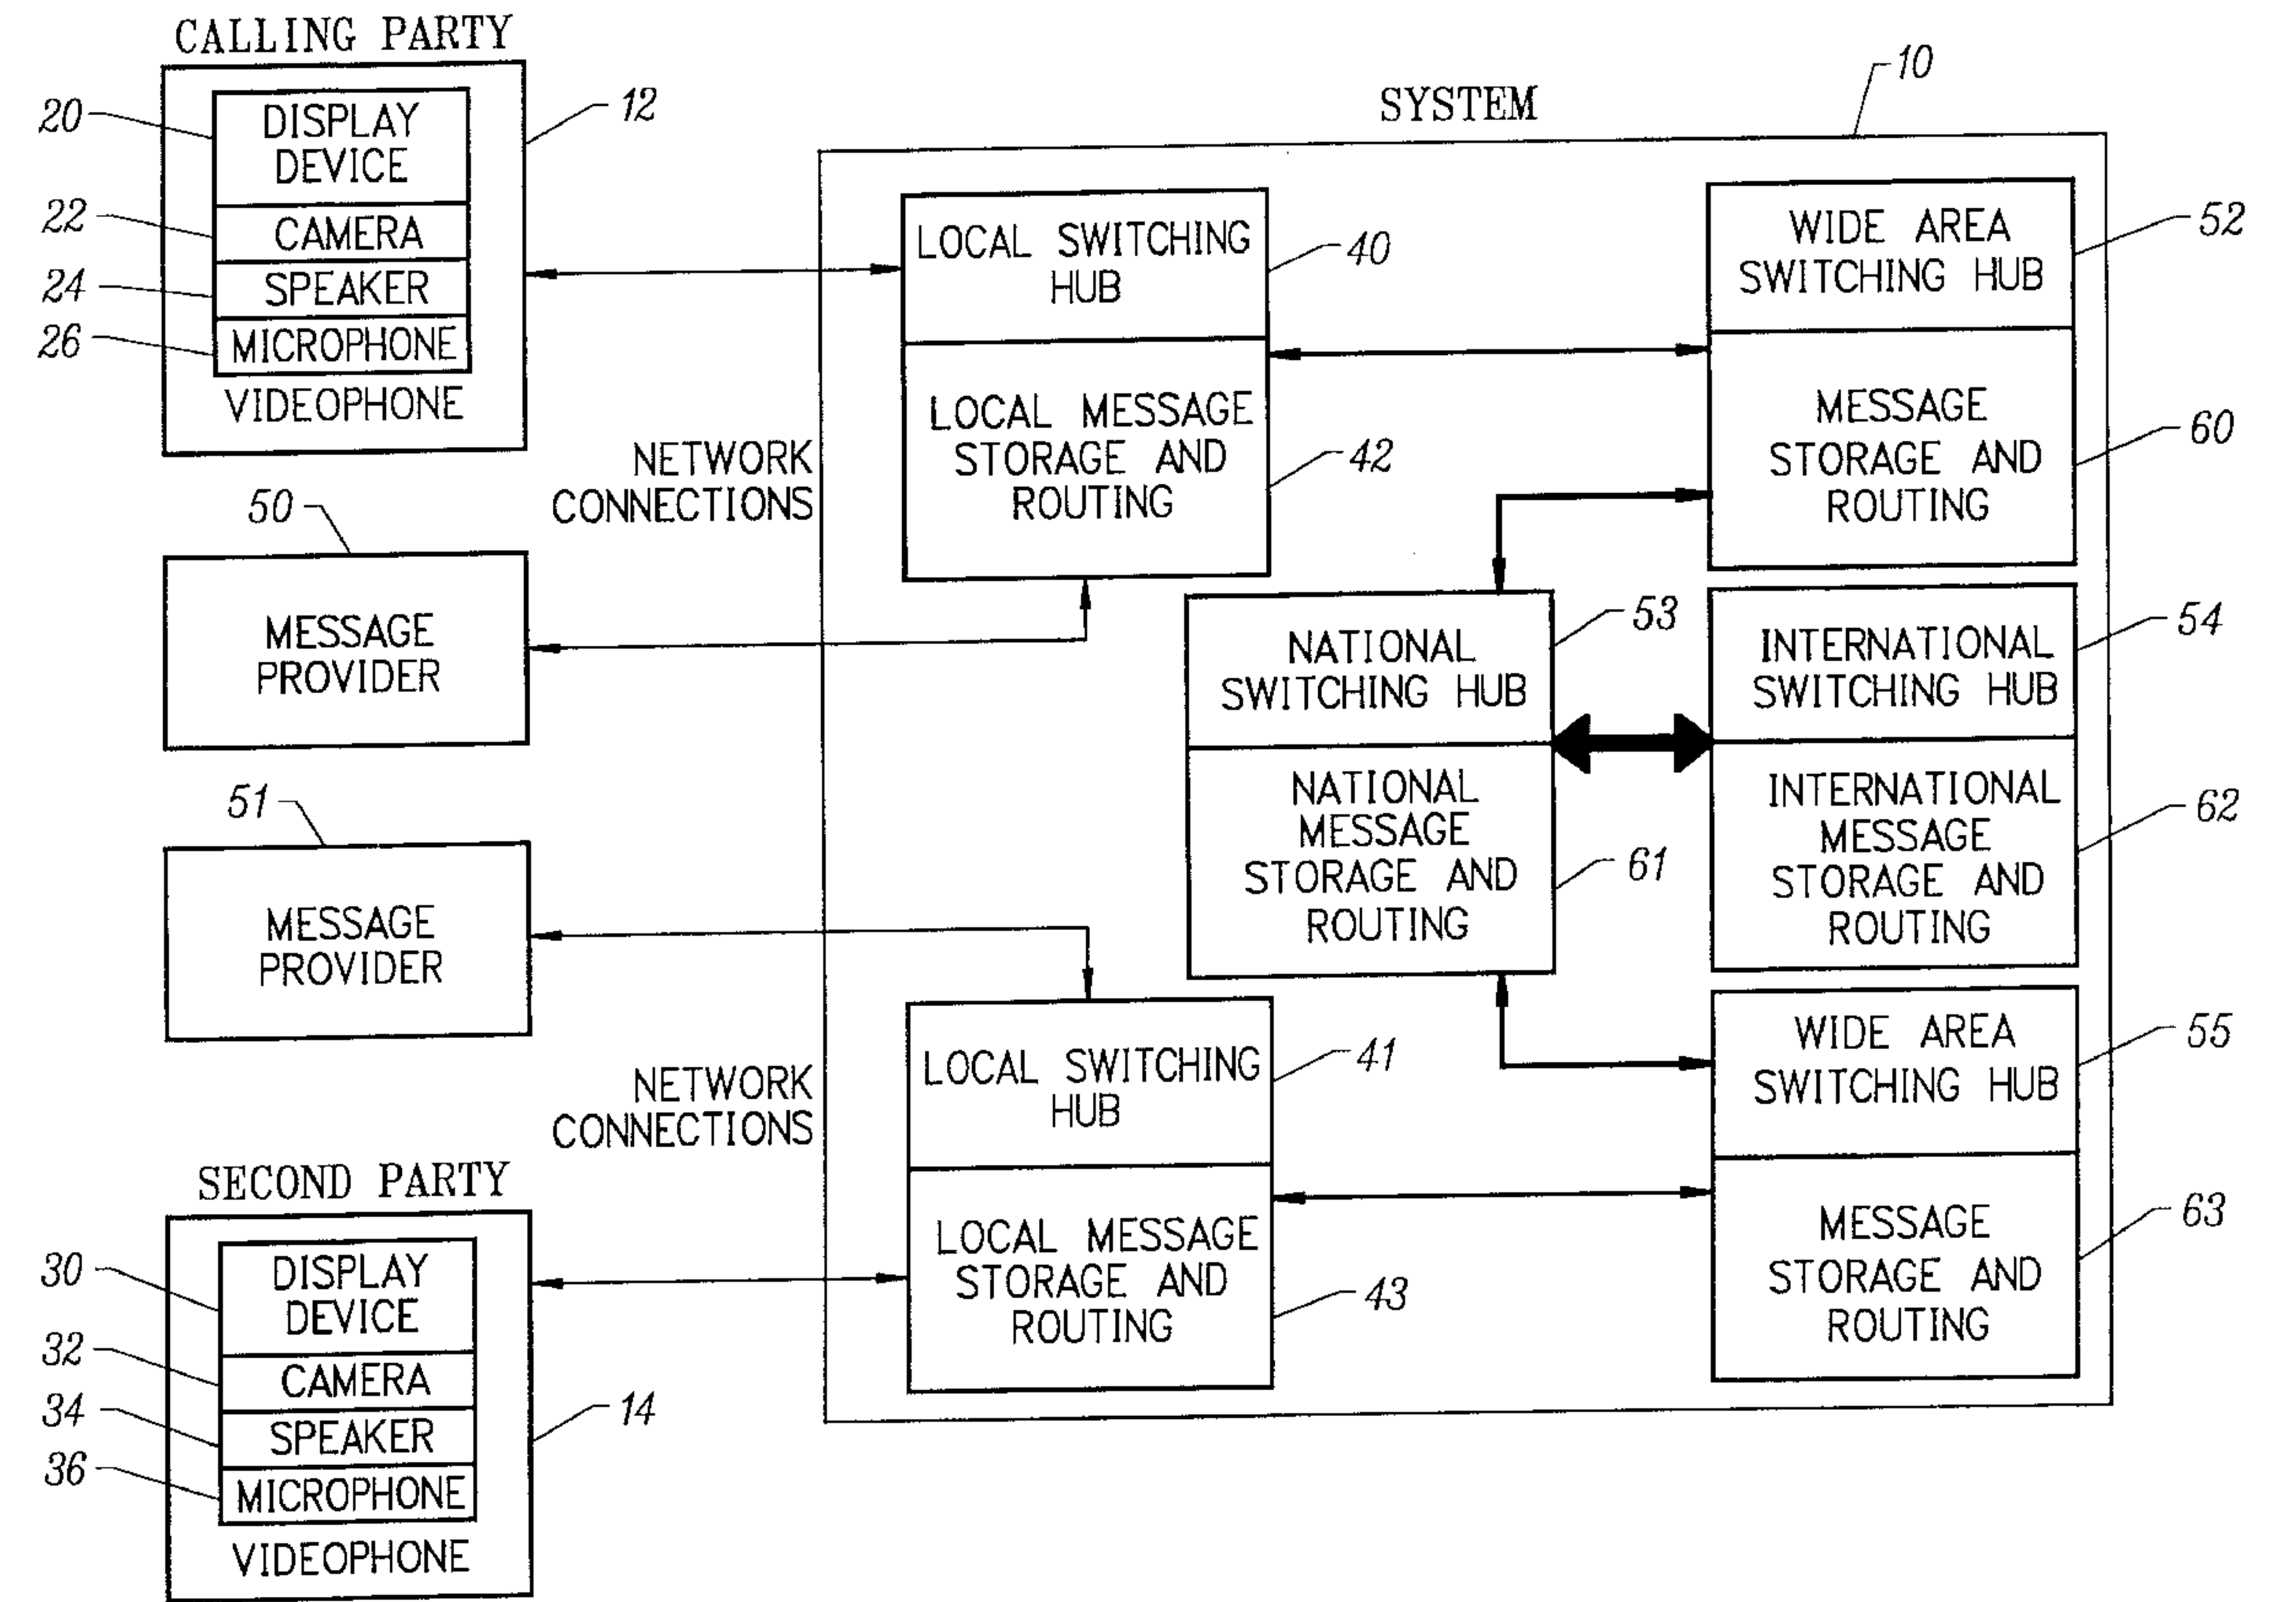 CALLING PARTY
20
DISPLAY
DEVICE
22
CAMERA
24
SPEAKER
26
MICROPHONE
VIDEOPHONE
12
NETWORK
CONNECTIONS
50
MESSAGE
PROVIDER
51
MESSAGE
PROVIDER
NETWORK
CONNECTIONS
SECOND PARTY
30
DISPLAY
DEVICE
32
CAMERA
34
SPEAKER
36
MICROPHONE
VIDEOPHONE
14
SYSTEM
10
LOCAL SWITCHING
HUB
40
LOCAL MESSAGE
STORAGE AND
ROUTING
42
WIDE AREA
SWITCHING HUB
52
MESSAGE
STORAGE AND
ROUTING
60
NATIONAL
SWITCHING HUB
53
NATIONAL
MESSAGE
STORAGE AND
ROUTING
61
INTERNATIONAL
SWITCHING HUB
54
INTERNATIONAL
MESSAGE
STORAGE AND
ROUTING
62
LOCAL SWITCHING
HUB
41
LOCAL MESSAGE
STORAGE AND
ROUTING
43
WIDE AREA
SWITCHING HUB
55
MESSAGE
STORAGE AND
ROUTING
63